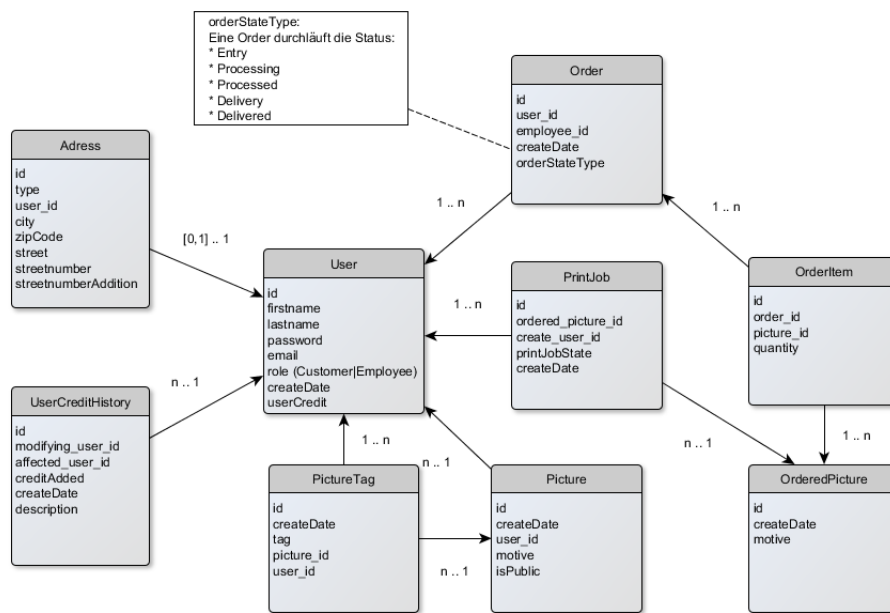 orderStateType:
Eine Order durchläuft die Status:
* Entry
* Processing
* Processed
* Delivery
* Delivered
Order
id
user_id
employee_id
createDate
orderStateType
Adress
id
type
user_id
city
zipCode
street
streetnumber
streetnumberAddition
[0,1] .. 1
1 .. n
1 .. n
User
id
firstname
lastname
password
email
role (Customer|Employee)
createDate
userCredit
1 .. n
PrintJob
id
ordered_picture_id
create_user_id
printJobState
createDate
OrderItem
id
order_id
picture_id
quantity
UserCreditHistory
id
modifying_user_id
affected_user_id
creditAdded
createDate
description
n .. 1
1 .. n
n .. 1
n .. 1
1 .. n
PictureTag
id
createDate
tag
picture_id
user_id
n .. 1
Picture
id
createDate
user_id
motive
isPublic
OrderedPicture
id
createDate
motive